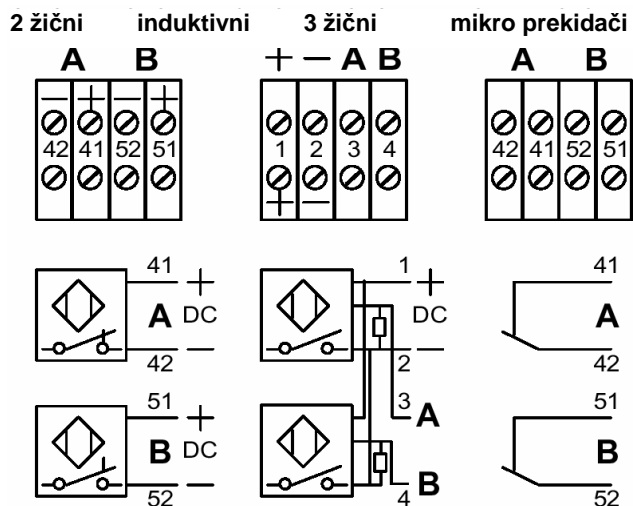 2 žični induktivni 3 žični mikro prekidači
A B + — A B A B
— + — +
42 41 52 51 1 2 3 4 42 41 52 51
+ —
41 + 1 + 41
A DC DC A
42 — 2 — 42
51 + 3 A 51
B DC B
52 — 4 B 52